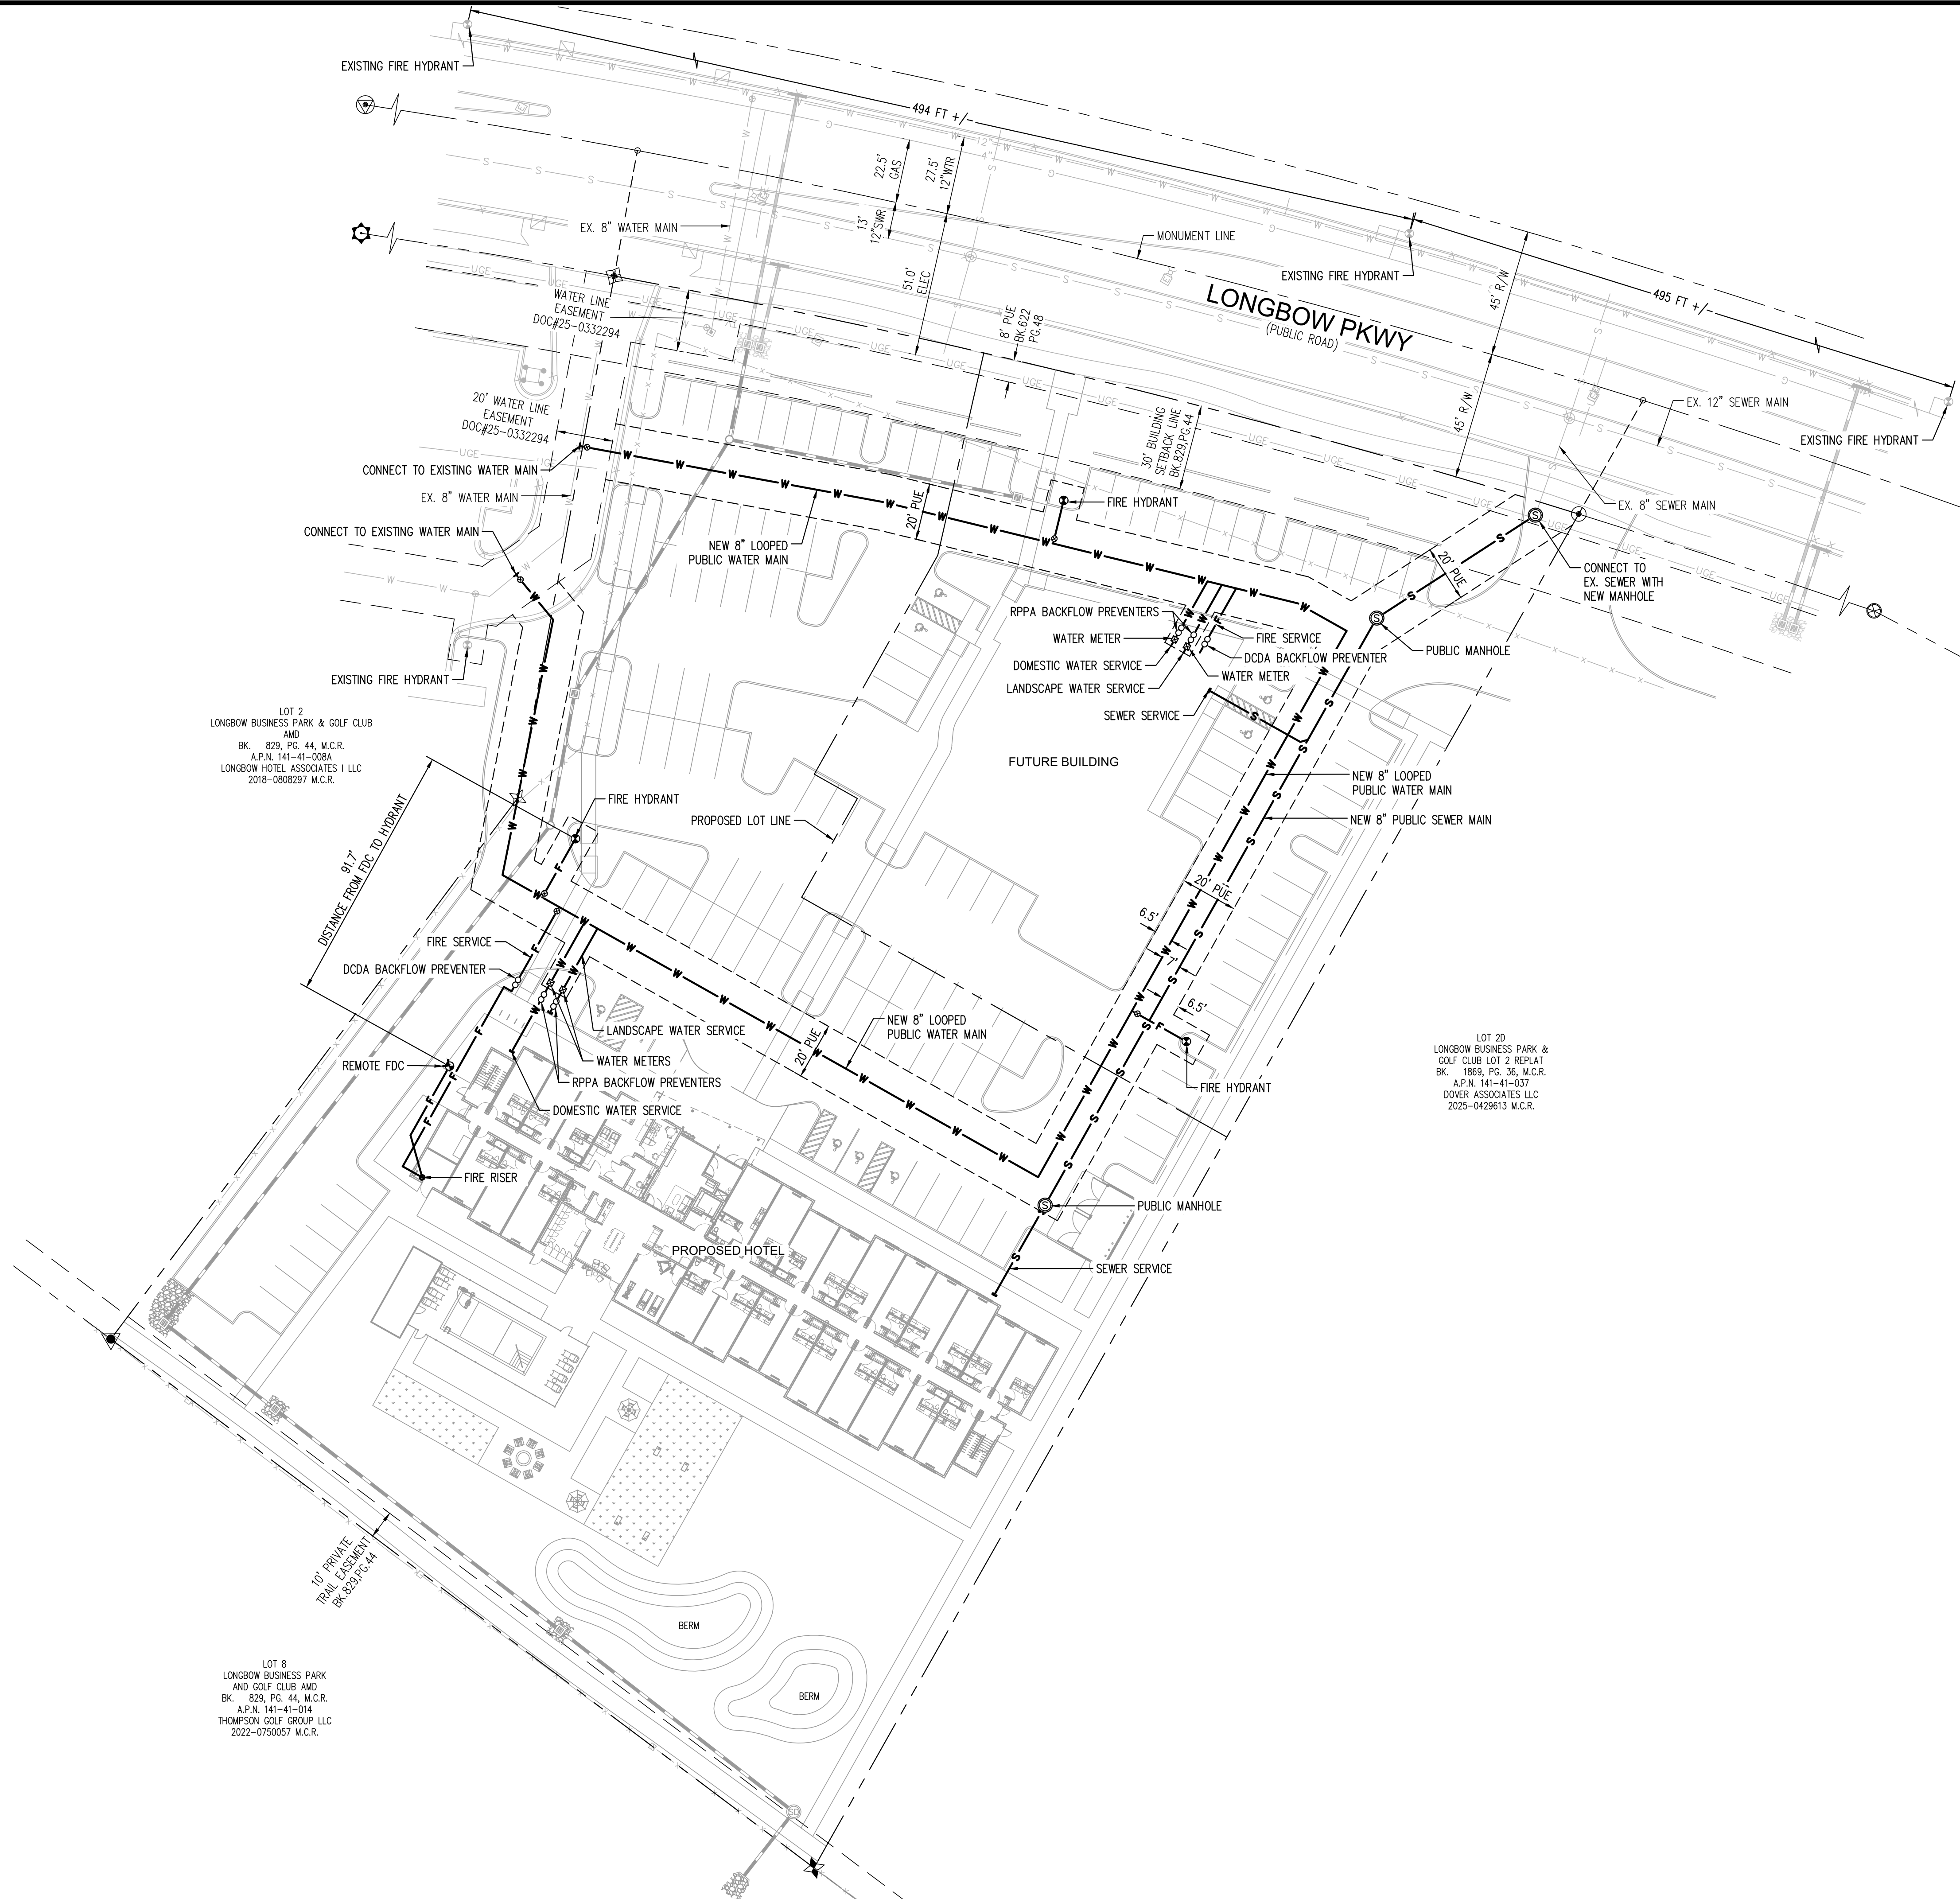 EXISTING FIRE HYDRANT
494 FT +/-
22.5'
GAS
27.5'
12"WTR
12"
4"
13'
12"SWR
EX. 8" WATER MAIN
MONUMENT LINE
EXISTING FIRE HYDRANT
51.0'
ELEC
LONGBOW PKWY
(PUBLIC ROAD)
45' R/W
495 FT +/-
WATER LINE
EASEMENT
DOC#25-0332294
8' PUE
BK.622
PG.48
45' R/W
EX. 12" SEWER MAIN
EXISTING FIRE HYDRANT
20' WATER LINE
EASEMENT
DOC#25-0332294
30' BUILDING
SETBACK LINE
BK.829,PG.44
CONNECT TO EXISTING WATER MAIN
EX. 8" WATER MAIN
FIRE HYDRANT
EX. 8" SEWER MAIN
20' PUE
CONNECT TO EXISTING WATER MAIN
NEW 8" LOOPED
PUBLIC WATER MAIN
20' PUE
CONNECT TO
EX. SEWER WITH
NEW MANHOLE
RPPA BACKFLOW PREVENTERS
WATER METER
FIRE SERVICE
DOMESTIC WATER SERVICE
DCDA BACKFLOW PREVENTER
PUBLIC MANHOLE
WATER METER
LANDSCAPE WATER SERVICE
EXISTING FIRE HYDRANT
SEWER SERVICE
LOT 2
LONGBOW BUSINESS PARK & GOLF CLUB
AMD
BK. 829, PG. 44, M.C.R.
A.P.N. 141-41-008A
LONGBOW HOTEL ASSOCIATES I LLC
2018-0808297 M.C.R.
FUTURE BUILDING
NEW 8" LOOPED
PUBLIC WATER MAIN
FIRE HYDRANT
PROPOSED LOT LINE
NEW 8" PUBLIC SEWER MAIN
91.7'
DISTANCE FROM FDC TO HYDRANT
20' PUE
6.5'
FIRE SERVICE
DCDA BACKFLOW PREVENTER
7'
6.5'
LANDSCAPE WATER SERVICE
NEW 8" LOOPED
PUBLIC WATER MAIN
20' PUE
WATER METERS
REMOTE FDC
RPPA BACKFLOW PREVENTERS
FIRE HYDRANT
DOMESTIC WATER SERVICE
LOT 2D
LONGBOW BUSINESS PARK &
GOLF CLUB LOT 2 REPLAT
BK. 1869, PG. 36, M.C.R.
A.P.N. 141-41-037
DOVER ASSOCIATES LLC
2025-0429613 M.C.R.
FIRE RISER
PUBLIC MANHOLE
PROPOSED HOTEL
SEWER SERVICE
10' PRIVATE
TRAIL EASEMENT
BK.829,PG.44
BERM
BERM
LOT 8
LONGBOW BUSINESS PARK
AND GOLF CLUB AMD
BK. 829, PG. 44, M.C.R.
A.P.N. 141-41-014
THOMPSON GOLF GROUP LLC
2022-0750057 M.C.R.
SD